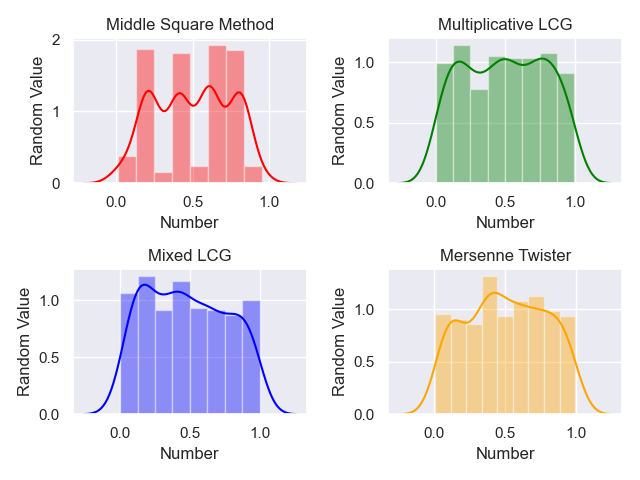 Middle Square Method
Random Value
2
1
0
0.0 0.5 1.0
Number
Multiplicative LCG
Random Value
1.0
0.5
0.0
0.0 0.5 1.0
Number
Mixed LCG
Random Value
1.0
0.5
0.0
0.0 0.5 1.0
Number
Mersenne Twister
Random Value
1.0
0.5
0.0
0.0 0.5 1.0
Number